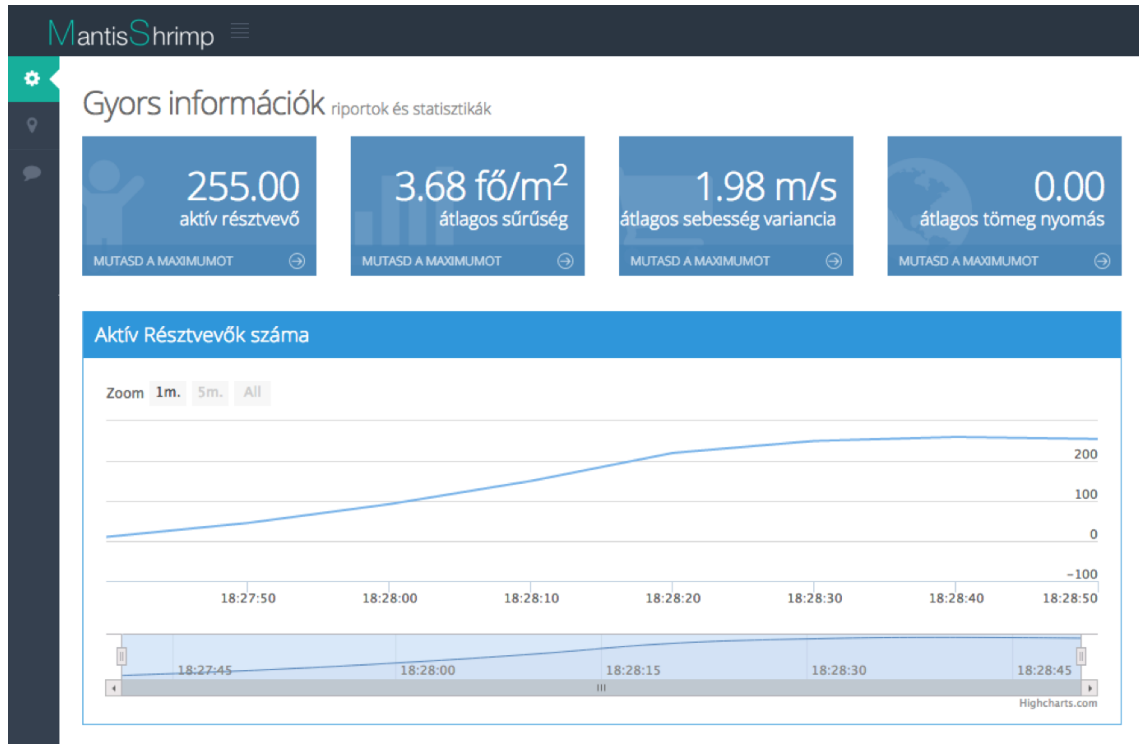 MantisShrimp
Gyors információk riportok és statisztikák
255.00
aktív résztvevő
MUTASD A MAXIMUMOT
3.68 fő/m²
átlagos sűrűség
MUTASD A MAXIMUMOT
1.98 m/s
átlagos sebesség variancia
MUTASD A MAXIMUMOT
0.00
átlagos tömeg nyomás
MUTASD A MAXIMUMOT
Aktív Résztvevők száma
Zoom 1m. 5m. All
200
100
0
-100
18:27:50 18:28:00 18:28:10 18:28:20 18:28:30 18:28:40 18:28:50
18:27:45 18:28:00 18:28:15 18:28:30 18:28:45
Highcharts.com